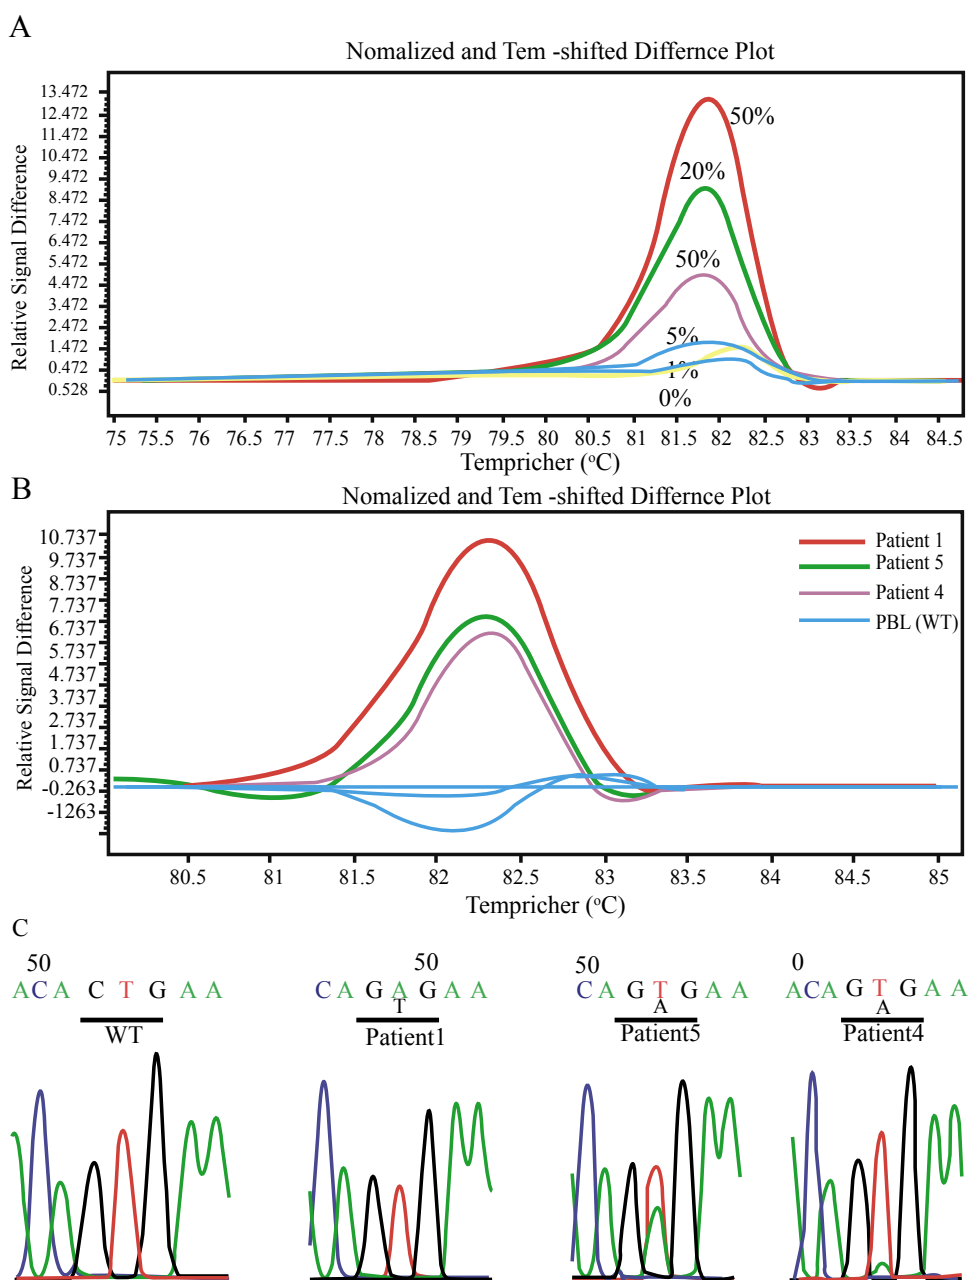 A
Nomalized and Tem -shifted Differnce Plot
Relative Signal Difference
13.472
12.472
11.472
10.472
9.472
8.472
7.472
6.472
5.472
4.472
3.472
2.472
1.472
0.472
0.528
50%
20%
50%
5%
1%
0%
75 75.5 76 76.5 77 77.5 78 78.5 79 79.5 80 80.5 81 81.5 82 82.5 83 83.5 84 84.5
Tempricher (°C)
B
Nomalized and Tem -shifted Differnce Plot
Relative Signal Difference
10.737
9.737
8.737
7.737
6.737
5.737
4.737
3.737
2.737
1.737
0.737
-0.263
-1263
Patient 1
Patient 5
Patient 4
PBL (WT)
80.5 81 81.5 82 82.5 83 83.5 84 84.5 85
Tempricher (°C)
C
50 50 50 0
ACA C T G A A
C A G A G A A
T
C A G T G A A
A
ACA G T G A A
A
WT Patient1 Patient5 Patient4